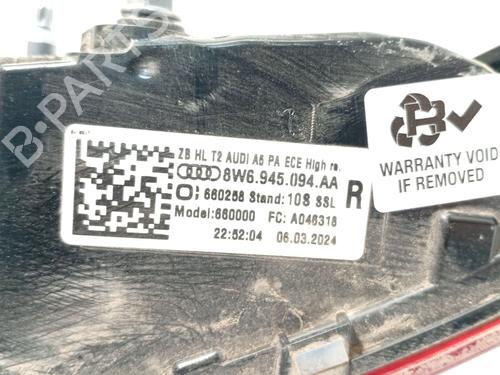 B-PARTS
ZB HL T2 AUDI A5 PA ECE High re.
8W6.945.094.AA
R
660258 Stand: 10S SSL
Model:660000 FC: A046318
22:52:04 06.03.2024
WARRANTY VOID
IF REMOVED